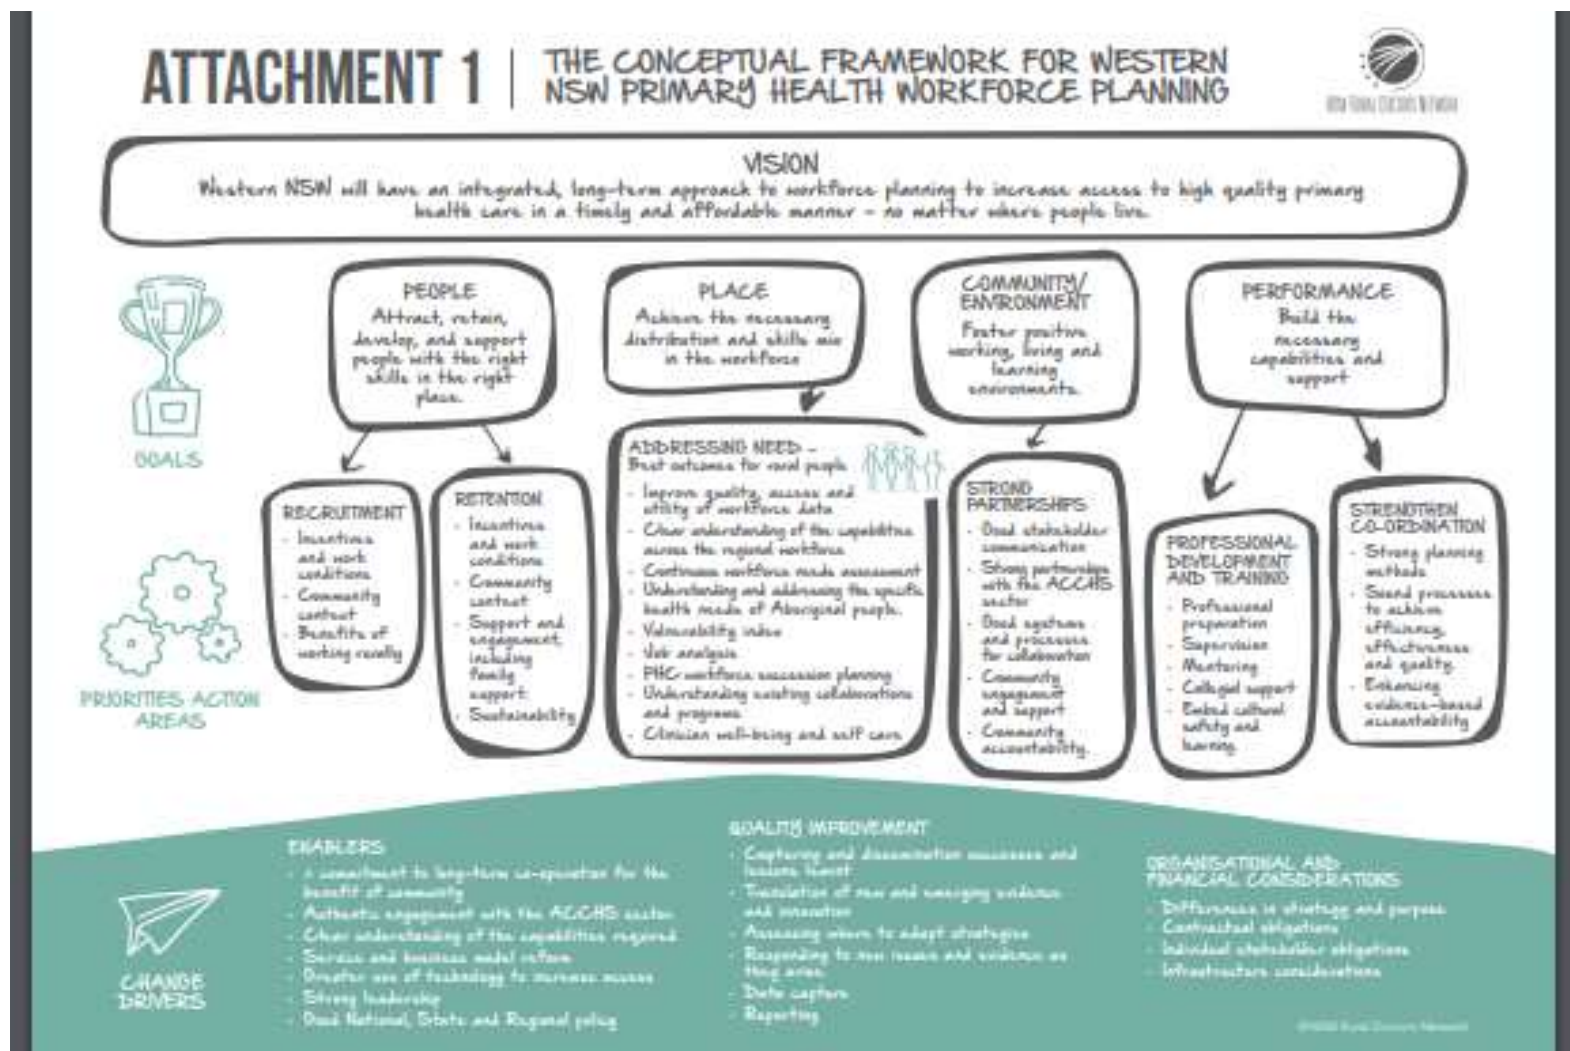 ATTACHMENT 1
THE CONCEPTUAL FRAMEWORK FOR WESTERN
NSW PRIMARY HEALTH WORKFORCE PLANNING
NSW RURAL DOCTORS NETWORK
VISION
Western NSW will have an integrated, long-term approach to workforce planning to increase access to high quality primary
health care in a timely and affordable manner – no matter where people live.
GOALS
PEOPLE
Attract, retain,
develop, and support
people with the right
skills in the right
place.
PLACE
Achieve the necessary
distribution and skills mix
in the workforce
COMMUNITY/
ENVIRONMENT
Foster positive
working, living and
learning
environments.
PERFORMANCE
Build the
necessary
capabilities and
support
PRIORITIES ACTION
AREAS
RECRUITMENT
- Incentives
and work
conditions
- Community
context
- Benefits of
working rurally
RETENTION
- Incentives
and work
conditions
- Community
context
- Support and
engagement,
including
family
support
- Sustainability
ADDRESSING NEED –
Best outcomes for rural people
- Improve quality, access and
utility of workforce data
- Clear understanding of the capabilities
across the regional workforce
- Continuous workforce needs assessment
- Understanding and addressing the specific
health needs of Aboriginal people.
- Vulnerability index
- Job analysis
- PHC workforce succession planning
- Understanding existing collaborations
and programs
- Clinician well-being and self care
STRONG
PARTNERSHIPS
- Good stakeholder
communication
- Strong partnerships
with the ACCHS
sector
- Good systems
and processes
for collaboration
- Community
engagement
and support
- Community
accountability.
PROFESSIONAL
DEVELOPMENT
AND TRAINING
- Professional
preparation
- Supervision
- Mentoring
- Collegial support
- Embed cultural
safety and
learning.
STRENGTHEN
CO-ORDINATION
- Strong planning
methods
- Sound processes
to achieve
efficiency,
effectiveness
and quality.
- Enhancing
evidence-based
accountability
CHANGE
DRIVERS
ENABLERS
- A commitment to long-term co-operation for the
benefit of community
- Authentic engagement with the ACCHS sector
- Clear understanding of the capabilities required
- Service and business model reform
- Greater use of technology to increase access
- Strong leadership
- Good National, State and Regional policy
QUALITY IMPROVEMENT
- Capturing and dissemination successes and
lessons learnt
- Translation of new and emerging evidence
and innovation
- Assessing where to adapt strategies
- Responding to new issues and evidence as
they arise.
- Data capture
- Reporting
ORGANISATIONAL AND
FINANCIAL CONSIDERATIONS
- Differences in strategy and purpose
- Contractual obligations
- Individual stakeholder obligations
- Infrastructure considerations
Rural Doctors Network